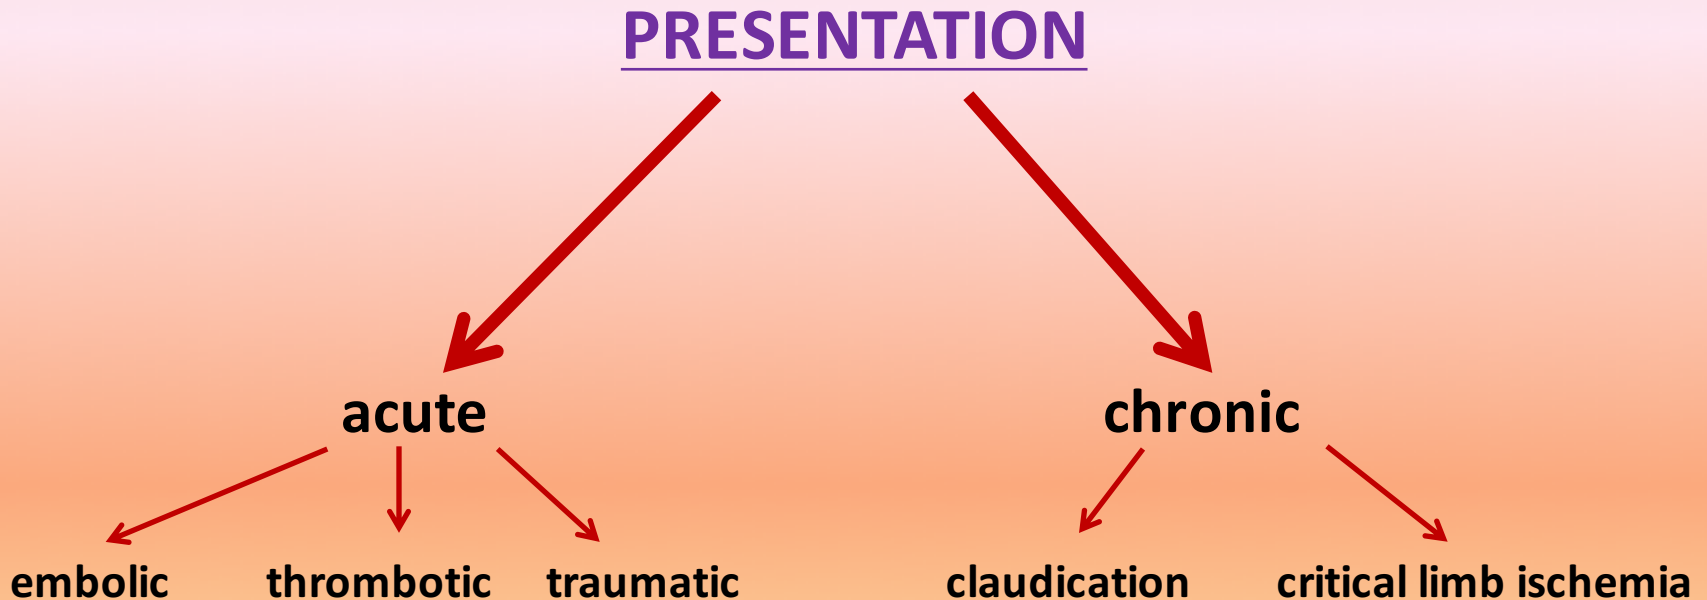 PRESENTATION
acute
chronic
embolic
thrombotic
traumatic
claudication
critical limb ischemia